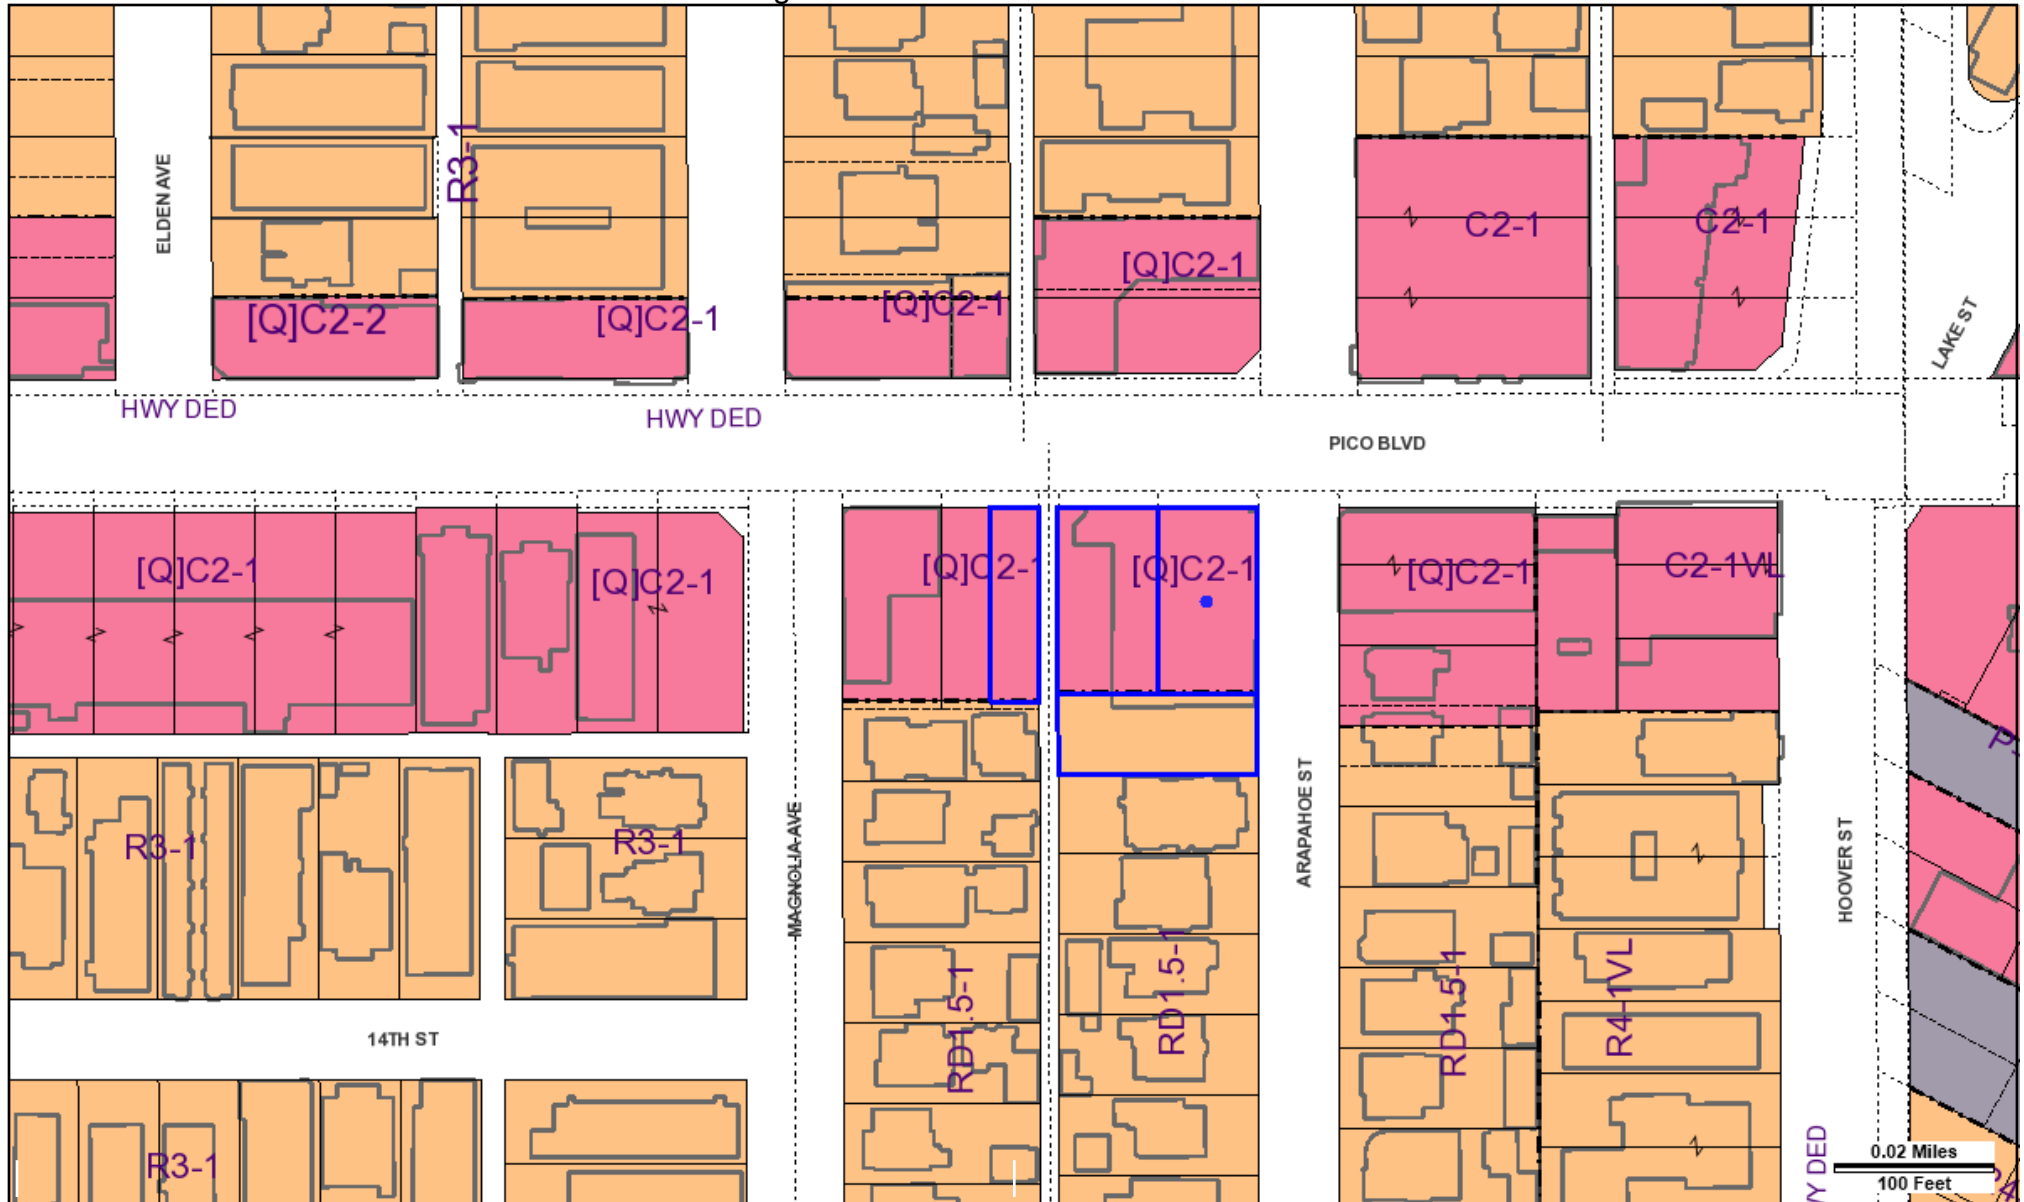 R3-1
ELDEN AVE
[Q]C2-2
[Q]C2-1
[Q]C2-1
[Q]C2-1
C2-1
C2-1
LAKE ST
HWY DED
HWY DED
PICO BLVD
[Q]C2-1
[Q]C2-1
[Q]C2-1
[Q]C2-1
[Q]C2-1
C2-1VL
R3-1
R3-1
MAGNOLIA AVE
ARAPAHOE ST
HOOVER ST
RD1.5-1
RD1.5-1
RD1.5-1
R4-1VL
14TH ST
R3-1
0.02 Miles
100 Feet